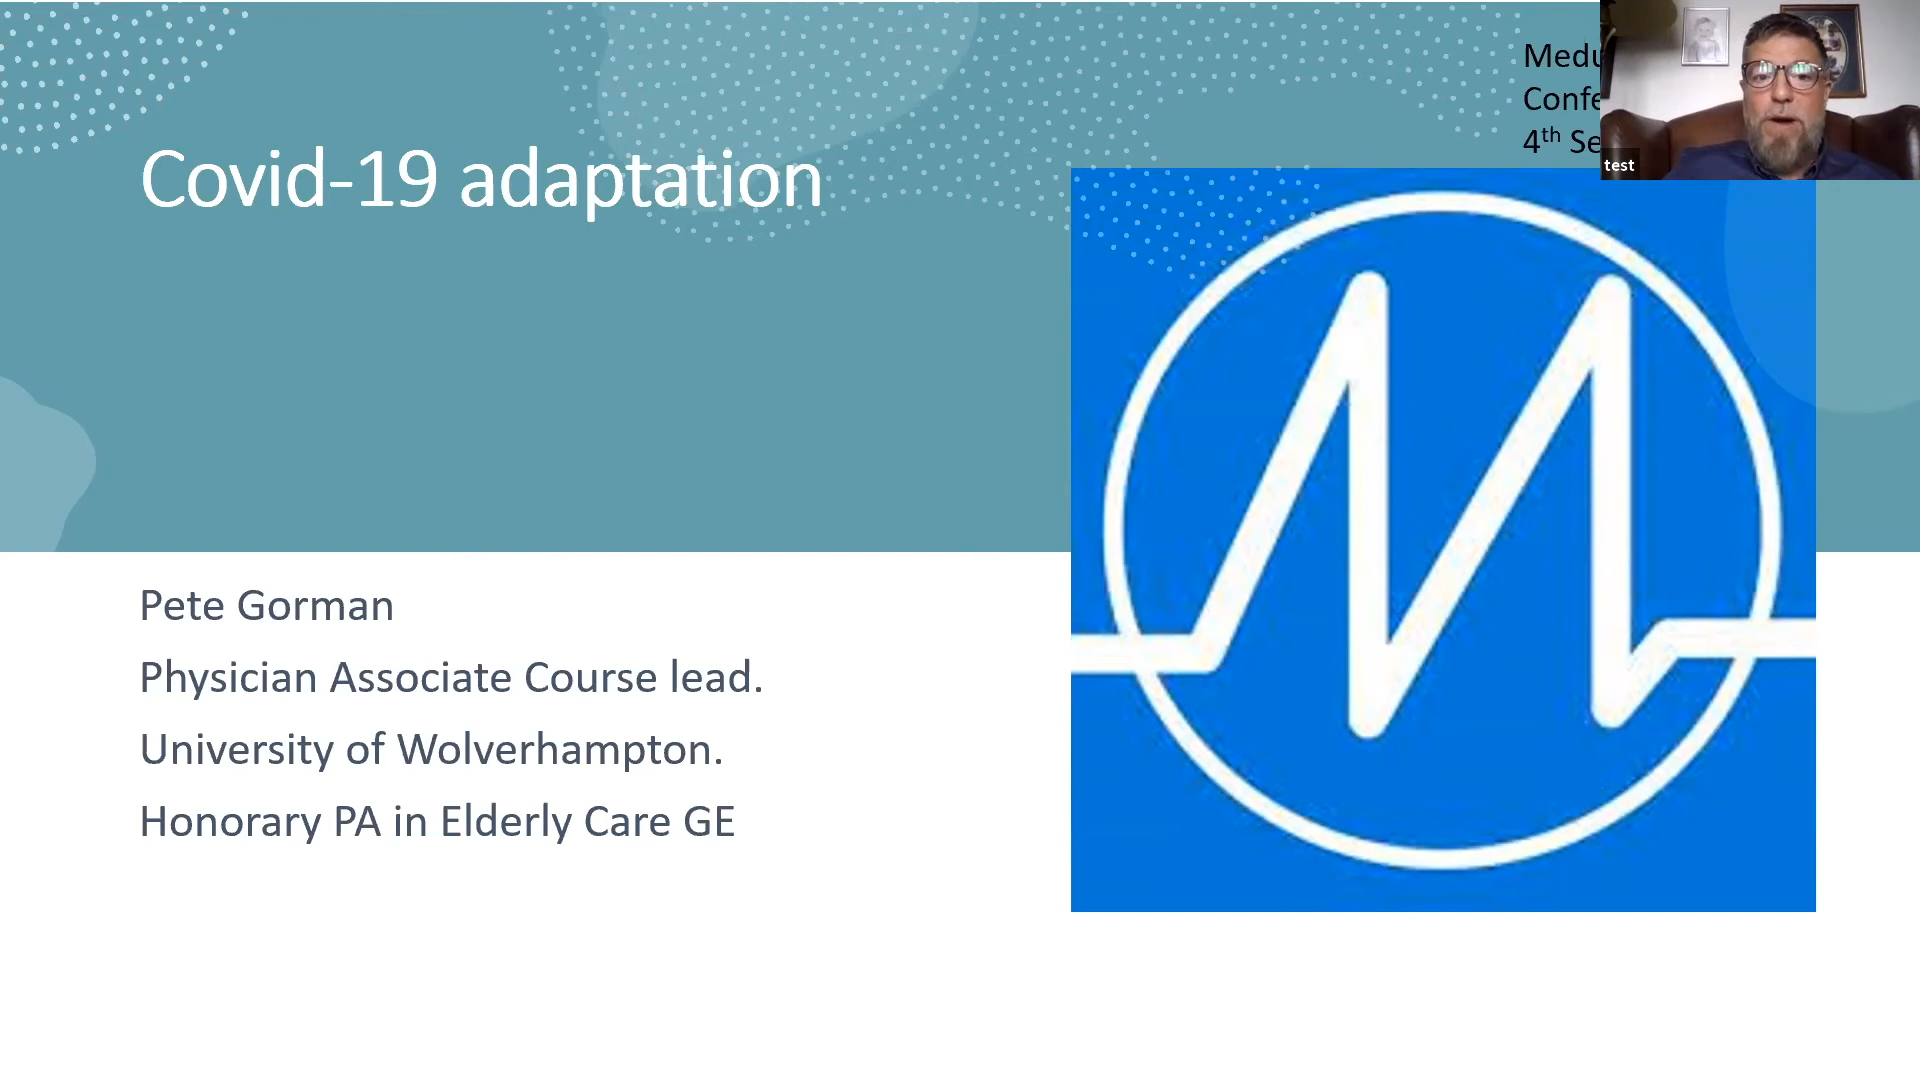 Covid-19 adaptation
4th
test
Pete Gorman
Physician Associate Course lead.
University of Wolverhampton.
Honorary PA in Elderly Care GE